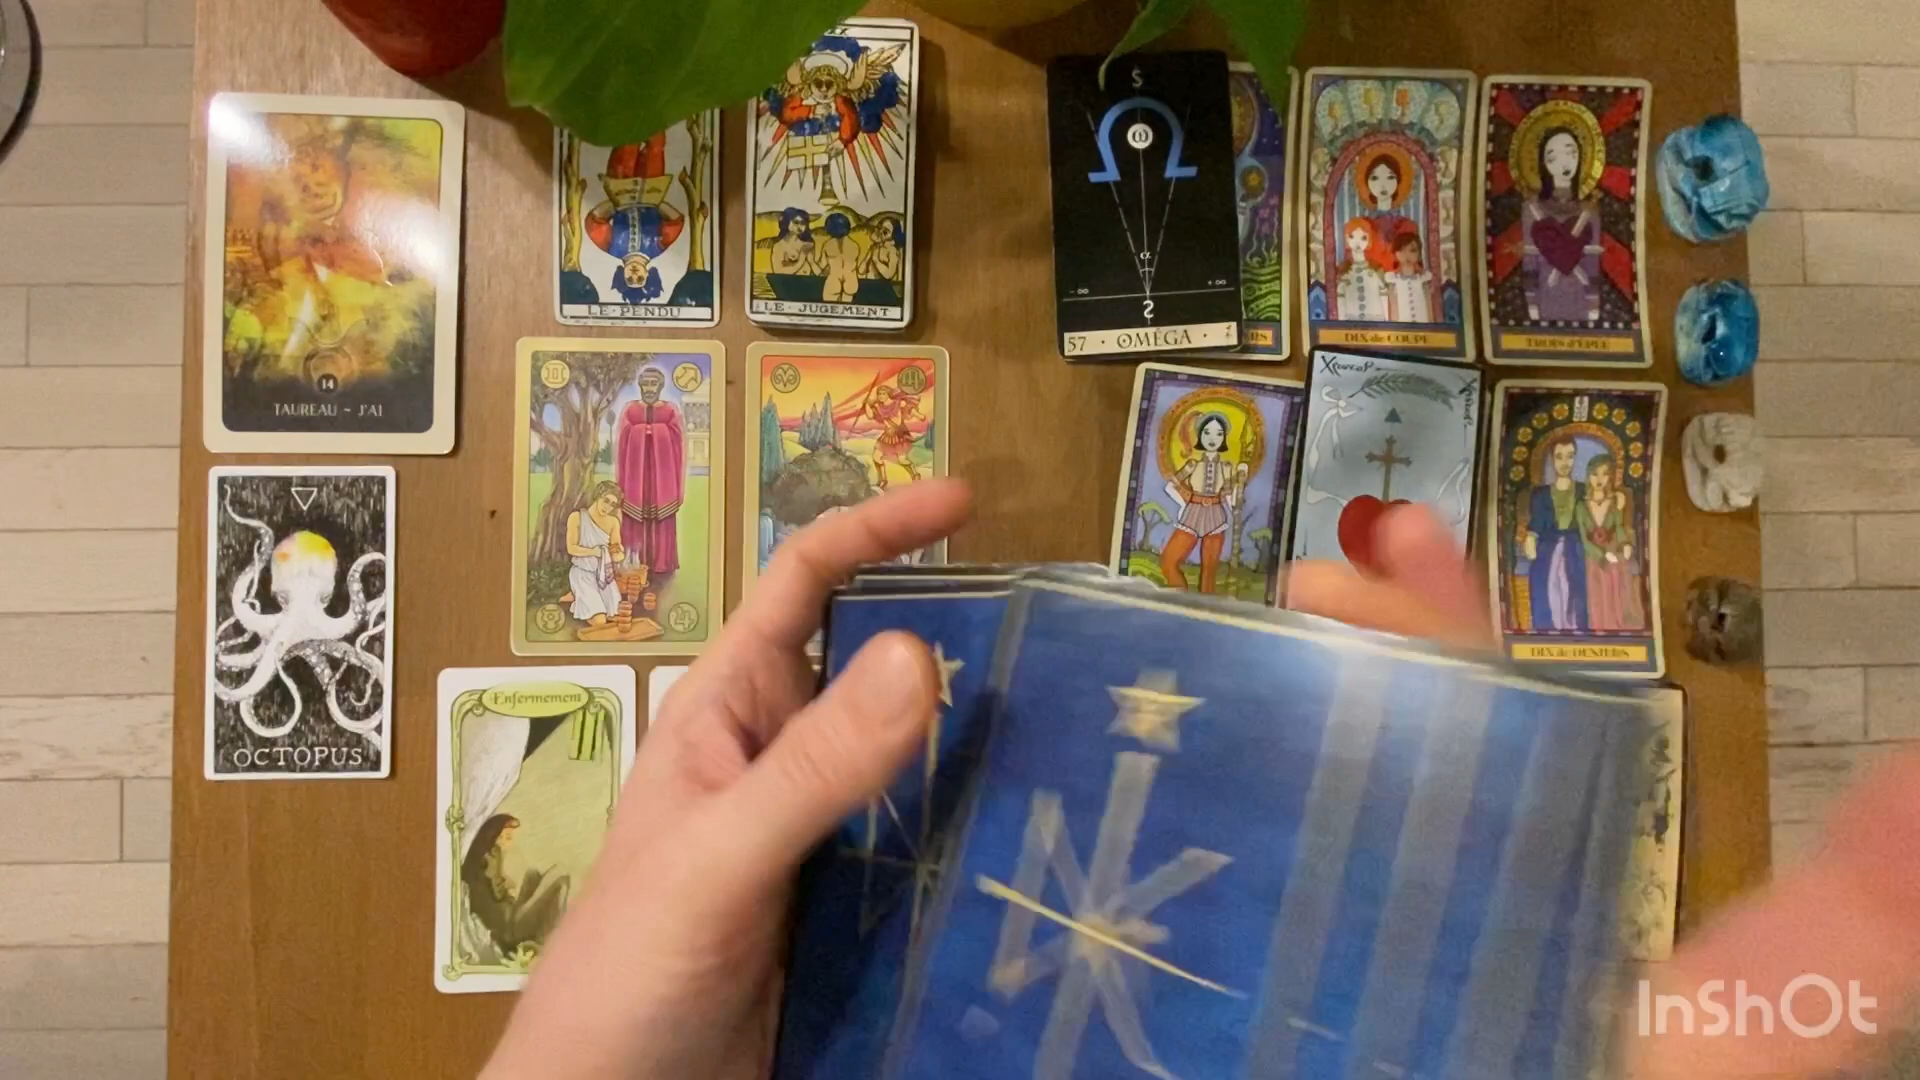 14
TAUREAU ~ J'AI
OCTOPUS
LE · PENDU
LE · JUGEMENT
Enfermement
57 · OMÉGA ·
ω
α
- ∞
+ ∞
DIX de COUPE
TROIS d'ÉPÉE
DIX de DENIERS
InShOt